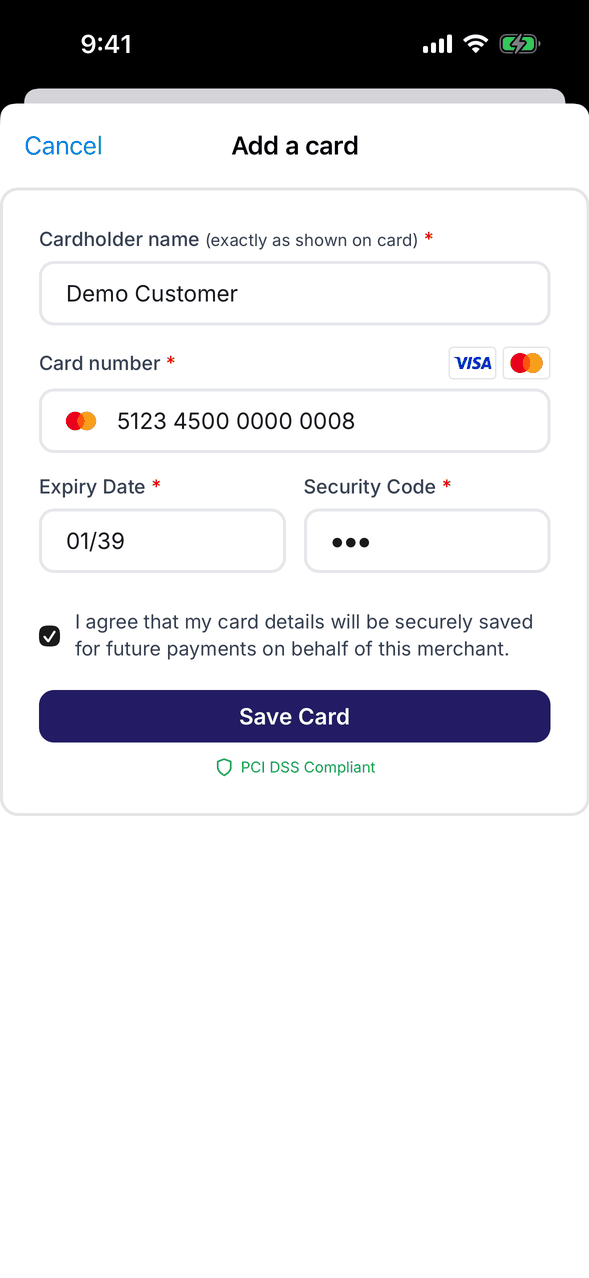 9:41
Cancel
Add a card
Cardholder name (exactly as shown on card) *
Demo Customer
Card number *
VISA
5123 4500 0000 0008
Expiry Date *
Security Code *
01/39
•••
I agree that my card details will be securely saved
for future payments on behalf of this merchant.
Save Card
PCI DSS Compliant